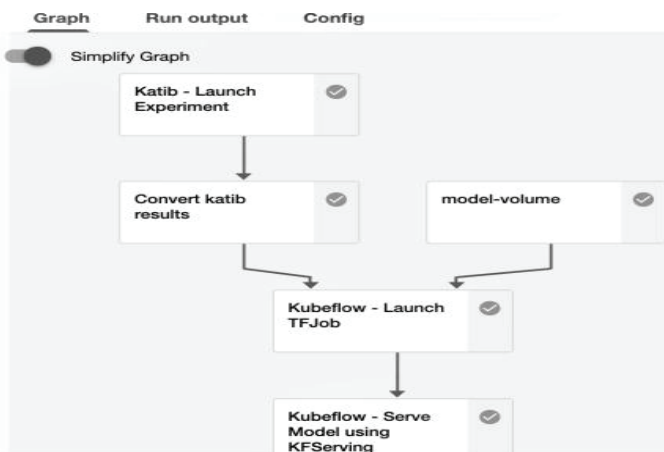 Graph Run output Config
Simplify Graph
Katib - Launch
Experiment
Convert katib
results
model-volume
Kubeflow - Launch
TFJob
Kubeflow - Serve
Model using
KFServing